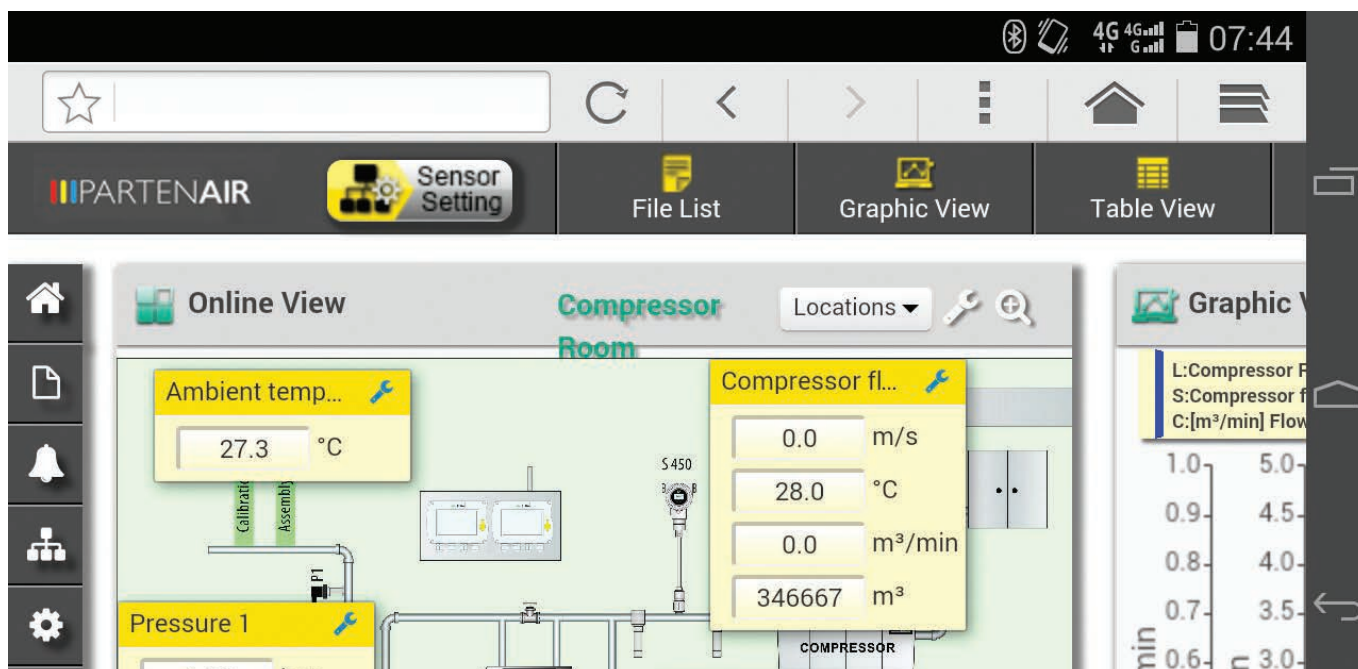 4G 4G G 07:44
PARTENAIR
Sensor Setting
File List
Graphic View
Table View
Online View
Compressor Room
Locations
Graphic
Ambient temp...
27.3 °C
Compressor fl...
0.0 m/s
28.0 °C
0.0 m³/min
346667 m³
L:Compressor
S:Compressor
C:[m³/min] Flow
S 450
Assembly
P1
Pressure 1
COMPRESSOR
1.0 5.0
0.9 4.5
0.8 4.0
0.7 3.5
0.6 3.0